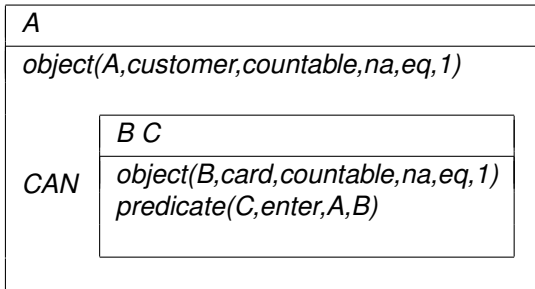 A
object(A,customer,countable,na,eq,1)
B C
CAN
object(B,card,countable,na,eq,1)
predicate(C,enter,A,B)